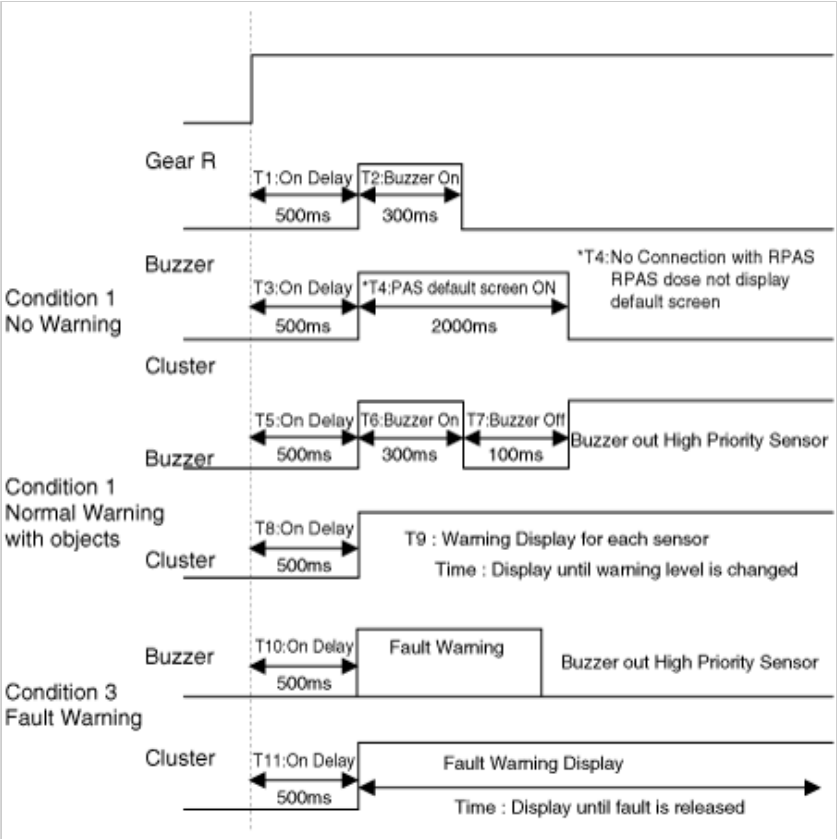 Gear R
T1:On Delay
T2:Buzzer On
500ms
300ms
Buzzer
*T4:No Connection with RPAS
RPAS dose not display
default screen
Condition 1
No Warning
T3:On Delay
*T4:PAS default screen ON
500ms
2000ms
Cluster
T5:On Delay
T6:Buzzer On
T7:Buzzer Off
500ms
300ms
100ms
Buzzer out High Priority Sensor
Buzzer
Condition 1
Normal Warning
with objects
T8:On Delay
500ms
T9 : Warning Display for each sensor
Time : Display until warning level is changed
Cluster
T10:On Delay
500ms
Fault Warning
Buzzer out High Priority Sensor
Buzzer
Condition 3
Fault Warning
Cluster
T11:On Delay
500ms
Fault Warning Display
Time : Display until fault is released